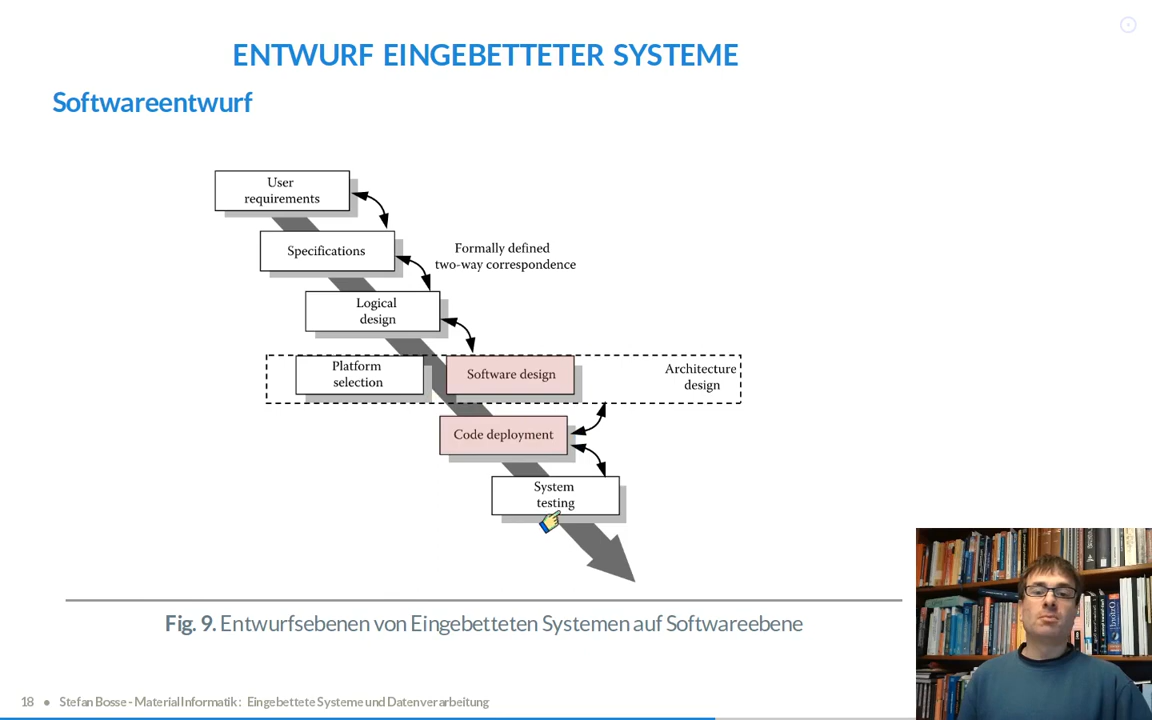 ENTWURF EINGEBETTETER SYSTEME
Softwareentwurf
User
requirements
Specifications
Formally defined
two-way correspondence
Logical
design
Platform
selection
Software design
Architecture
design
Code deployment
System
testing
Fig. 9. Entwurfsebenen von Eingebetteten Systemen auf Softwareebene
18 ● Stefan Bosse - Material Informatik : Eingebettete Systeme und Datenverarbeitung